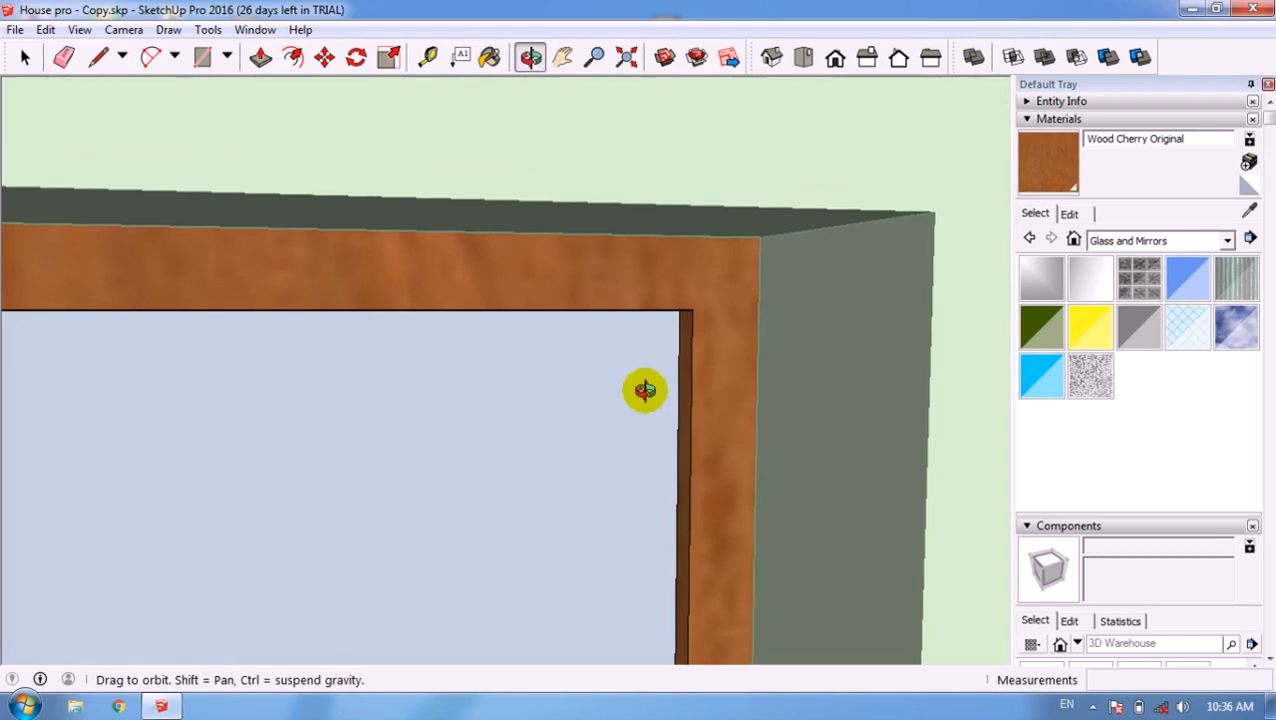 House pro - Copy.skp - SketchUp Pro 2016 (26 days left in TRIAL)
File Edit View Camera Draw Tools Window Help
A1
Default Tray
Entity Info
Materials
Wood Cherry Original
Select Edit
Glass and Mirrors
Components
Select Edit Statistics
3D Warehouse
Drag to orbit. Shift = Pan, Ctrl = suspend gravity.
Measurements
EN
10:36 AM